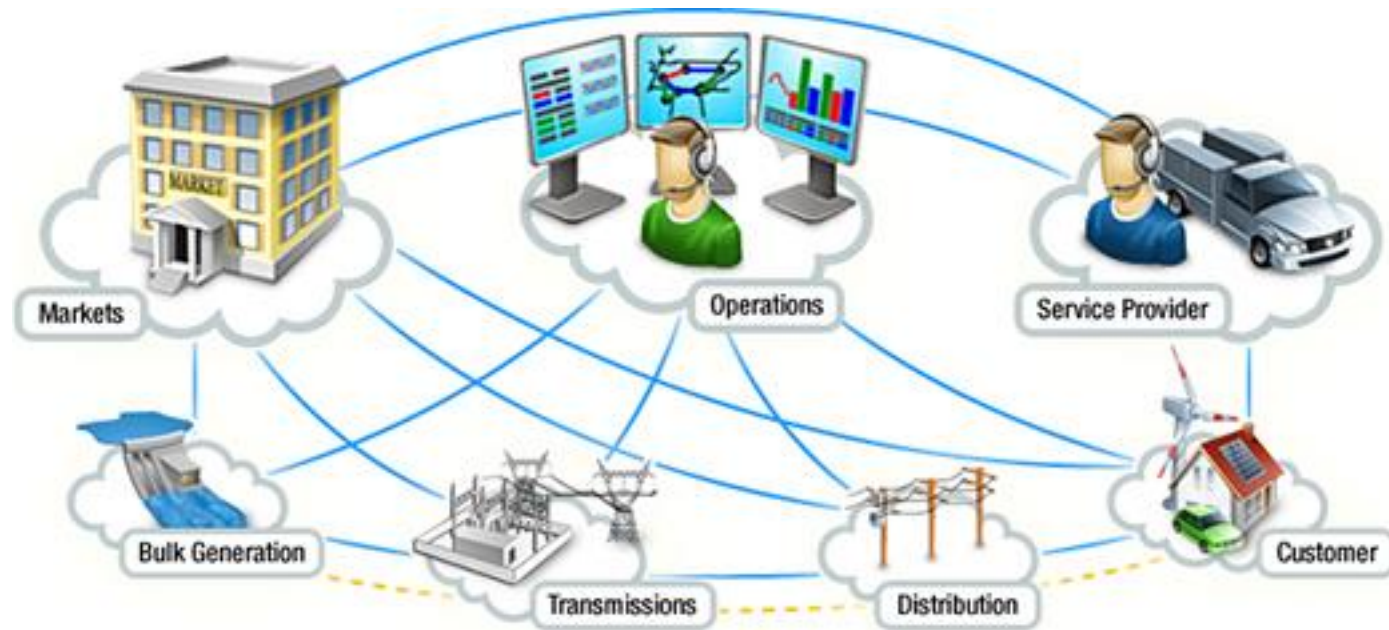 MARKET
Markets
Operations
Service Provider
Bulk Generation
Transmissions
Distribution
Customer